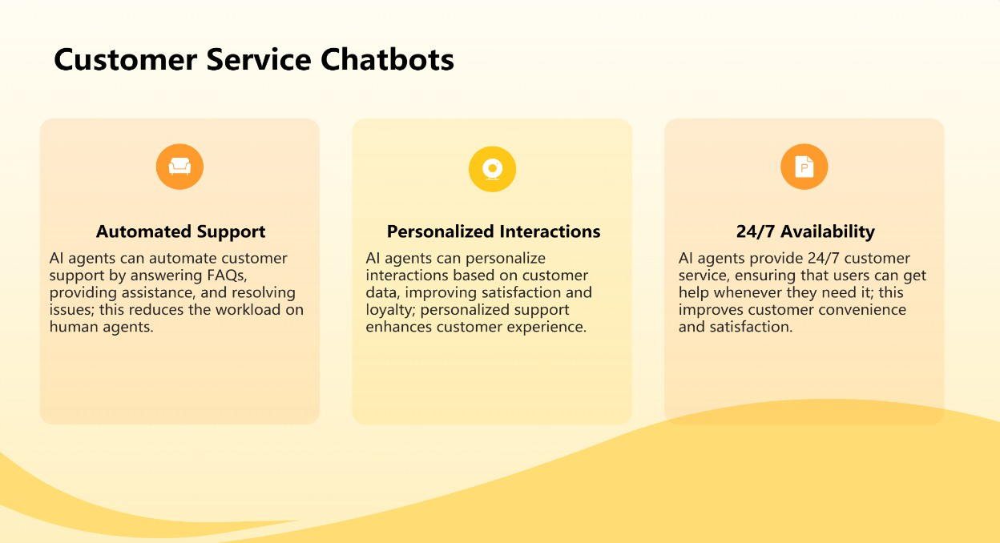 Customer Service Chatbots
Automated Support
AI agents can automate customer
support by answering FAQs,
providing assistance, and resolving
issues; this reduces the workload on
human agents.
Personalized Interactions
AI agents can personalize
interactions based on customer
data, improving satisfaction and
loyalty; personalized support
enhances customer experience.
P
24/7 Availability
AI agents provide 24/7 customer
service, ensuring that users can get
help whenever they need it; this
improves customer convenience
and satisfaction.